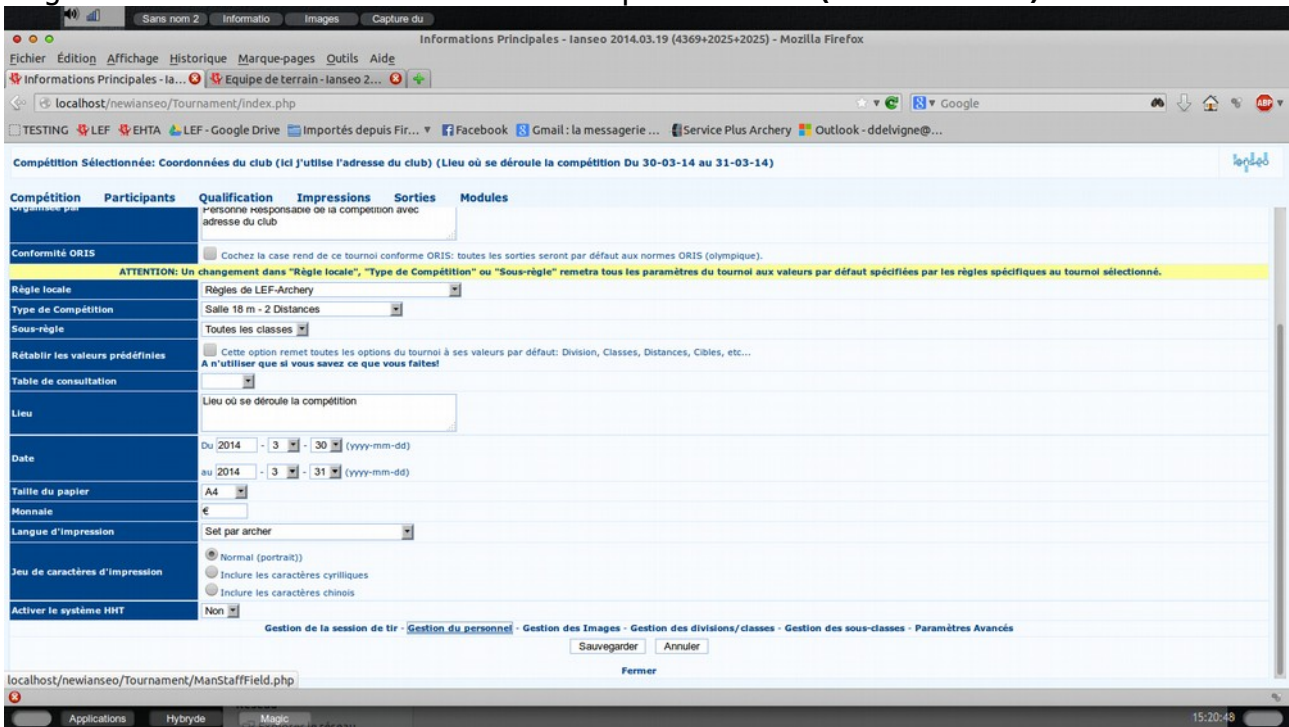 Sans nom 2 Informatio Images Capture du
Informations Principales - Ianseo 2014.03.19 (4369+2025+2025) - Mozilla Firefox
Fichier Édition Affichage Historique Marque-pages Outils Aide
Informations Principales - Ia... Equipe de terrain - Ianseo 2...
localhost/newianseo/Tournament/index.php Google ABP
TESTING LEF EHTA LEF - Google Drive Importés depuis Fir... Facebook Gmail : la messagerie ... Service Plus Archery Outlook - ddelvigne@...
Compétition Sélectionnée: Coordonnées du club (ici j'utlise l'adresse du club) (Lieu où se déroule la compétition Du 30-03-14 au 31-03-14)
Ianseo
Compétition Participants Qualification Impressions Sorties Modules
Organisée par
Personne Responsable de la compétition avec
adresse du club
Conformité ORIS Cochez la case rend de ce tournoi conforme ORIS: toutes les sorties seront par défaut aux normes ORIS (olympique).
ATTENTION: Un changement dans "Règle locale", "Type de Compétition" ou "Sous-règle" remetra tous les paramètres du tournoi aux valeurs par défaut spécifiées par les règles spécifiques au tournoi sélectionné.
Règle locale Règles de LEF-Archery
Type de Compétition Salle 18 m - 2 Distances
Sous-règle Toutes les classes
Rétablir les valeurs prédéfinies Cette option remet toutes les options du tournoi à ses valeurs par défaut: Division, Classes, Distances, Cibles, etc...
A n'utiliser que si vous savez ce que vous faites!
Table de consultation
Lieu Lieu où se déroule la compétition
Date
Du 2014 - 3 - 30 (yyyy-mm-dd)
au 2014 - 3 - 31 (yyyy-mm-dd)
Taille du papier A4
Monnaie €
Langue d'impression Set par archer
Jeu de caractères d'impression
Normal (portrait))
Inclure les caractères cyrilliques
Inclure les caractères chinois
Activer le système HHT Non
Gestion de la session de tir - Gestion du personnel - Gestion des Images - Gestion des divisions/classes - Gestion des sous-classes - Paramètres Avancés
Sauvegarder Annuler
Fermer
localhost/newianseo/Tournament/ManStaffField.php
Applications Hybryde Magic 15:20:48